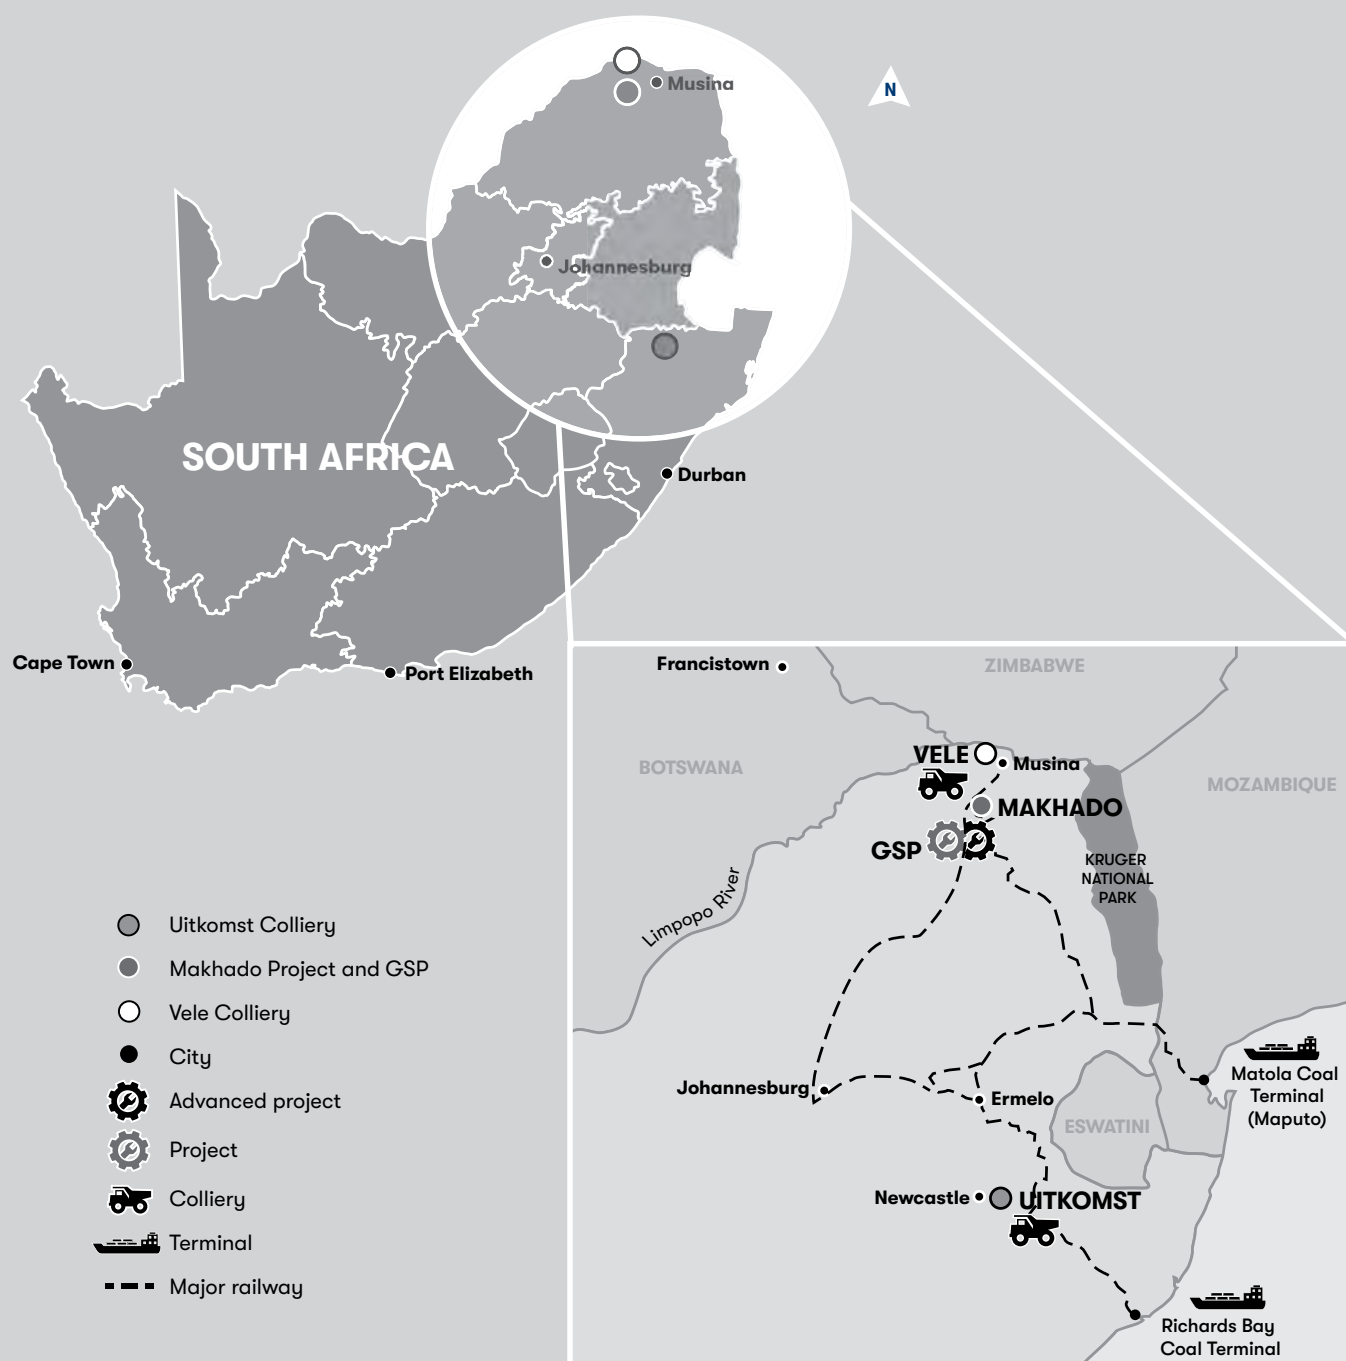 Musina
N
Johannesburg
SOUTH AFRICA
Durban
Cape Town
Port Elizabeth
Francistown
ZIMBABWE
VELE
Musina
BOTSWANA
MOZAMBIQUE
MAKHADO
GSP
KRUGER
NATIONAL
PARK
Limpopo River
Uitkomst Colliery
Makhado Project and GSP
Vele Colliery
City
Advanced project
Project
Colliery
Terminal
Major railway
Johannesburg
Ermelo
Matola Coal
Terminal
(Maputo)
ESWATINI
Newcastle
UITKOMST
Richards Bay
Coal Terminal